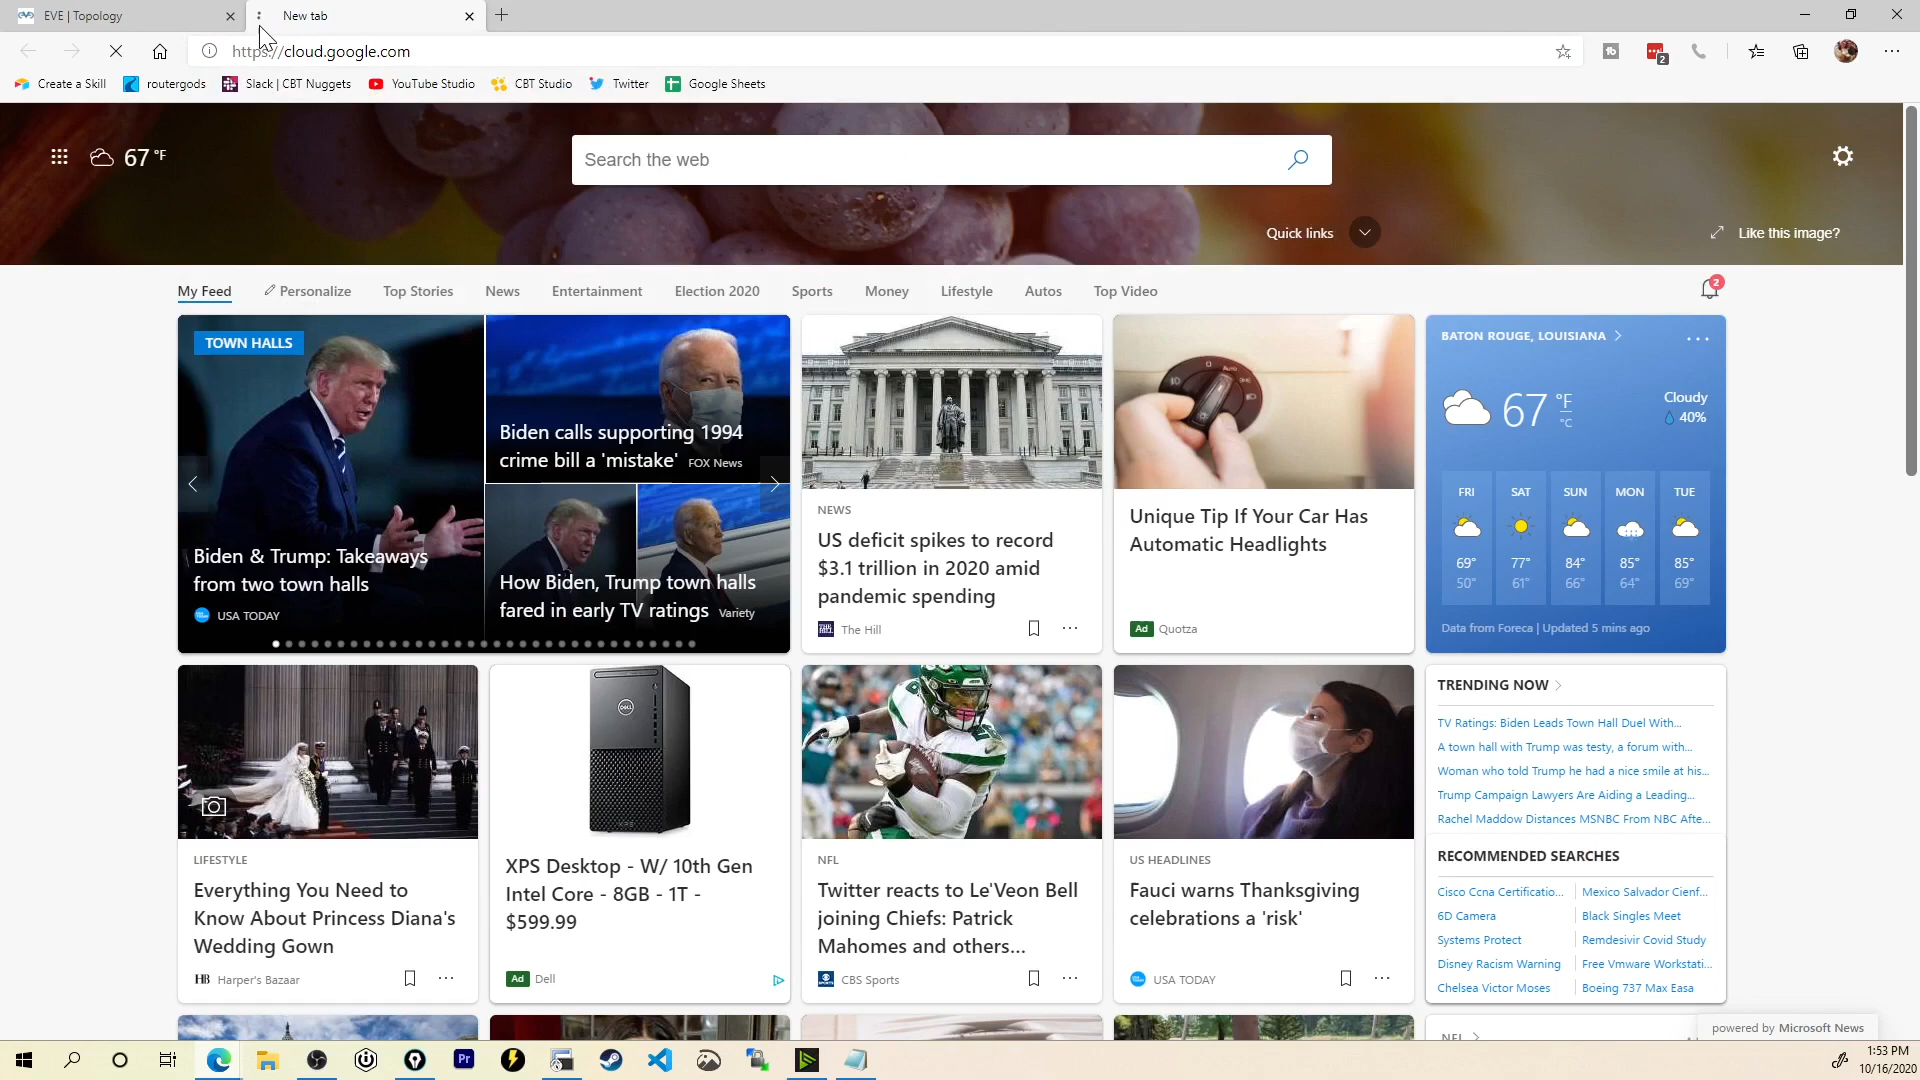 EVE | Topology
New tab
https://cloud.google.com
2
Create a Skill
routergods
Slack | CBT Nuggets
YouTube Studio
CBT Studio
Twitter
Google Sheets
67 °F
Search the web
Quick links
Like this image?
My Feed
Personalize
Top Stories
News
Entertainment
Election 2020
Sports
Money
Lifestyle
Autos
Top Video
2
TOWN HALLS
Biden & Trump: Takeaways
from two town halls
USA TODAY
Biden calls supporting 1994
crime bill a 'mistake' FOX News
How Biden, Trump town halls
fared in early TV ratings Variety
NEWS
US deficit spikes to record
$3.1 trillion in 2020 amid
pandemic spending
The Hill
Unique Tip If Your Car Has
Automatic Headlights
Ad Quotza
BATON ROUGE, LOUISIANA
67 °F
°C
Cloudy
40%
FRI SAT SUN MON TUE
69° 77° 84° 85° 85°
50° 61° 66° 64° 69°
Data from Foreca | Updated 5 mins ago
LIFESTYLE
Everything You Need to
Know About Princess Diana's
Wedding Gown
HB Harper's Bazaar
DELL
XPS Desktop - W/ 10th Gen
Intel Core - 8GB - 1T -
$599.99
Ad Dell
NFL
Twitter reacts to Le'Veon Bell
joining Chiefs: Patrick
Mahomes and others...
CBS Sports
US HEADLINES
Fauci warns Thanksgiving
celebrations a 'risk'
USA TODAY
TRENDING NOW
TV Ratings: Biden Leads Town Hall Duel With...
A town hall with Trump was testy, a forum with...
Woman who told Trump he had a nice smile at his...
Trump Campaign Lawyers Are Aiding a Leading...
Rachel Maddow Distances MSNBC From NBC Afte...
RECOMMENDED SEARCHES
Cisco Ccna Certificatio... Mexico Salvador Cienf...
6D Camera Black Singles Meet
Systems Protect Remdesivir Covid Study
Disney Racism Warning Free Vmware Workstati...
Chelsea Victor Moses Boeing 737 Max Easa
NFL
powered by Microsoft News
Pr
1:53 PM
10/16/2020